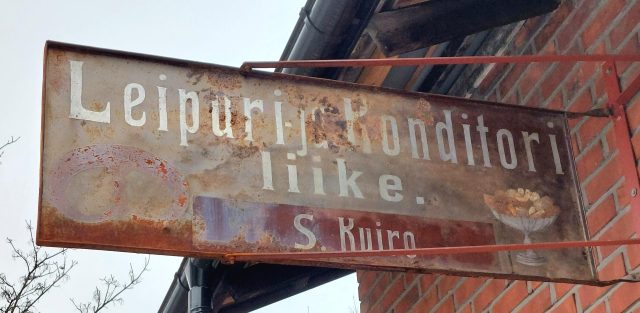 Leipuri-ja Konditori
liike.
S. Kuiro